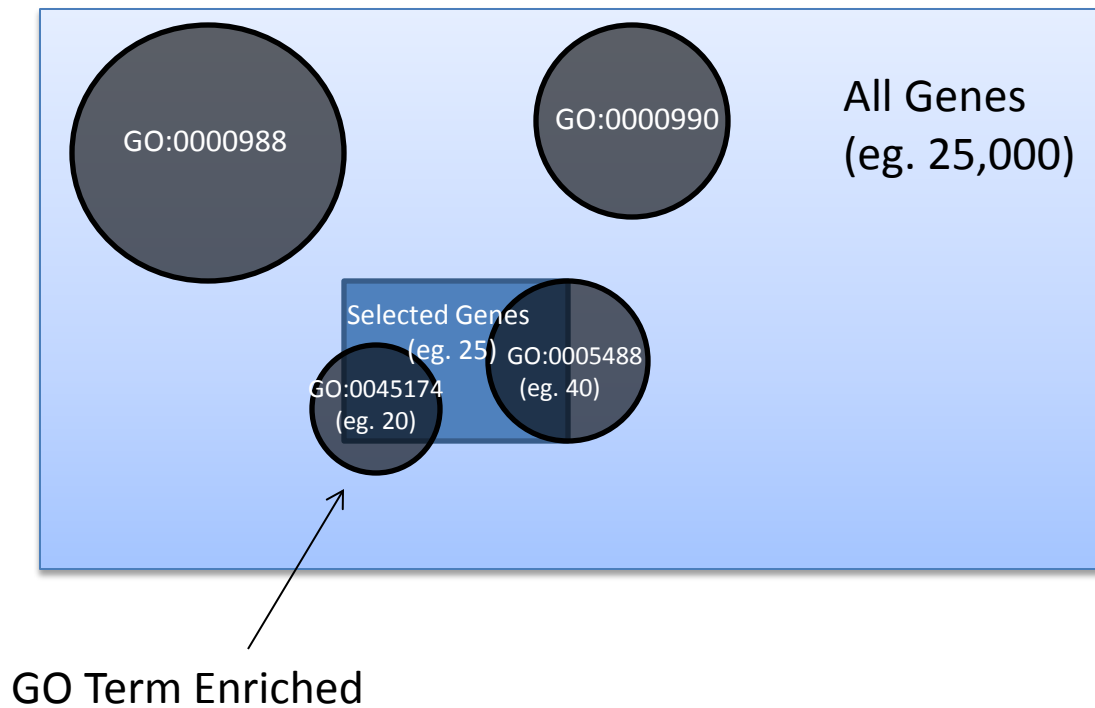 GO:0000988
GO:0000990
All Genes
(eg. 25,000)
Selected Genes
(eg. 25)
GO:0005488
(eg. 40)
GO:0045174
(eg. 20)
GO Term Enriched